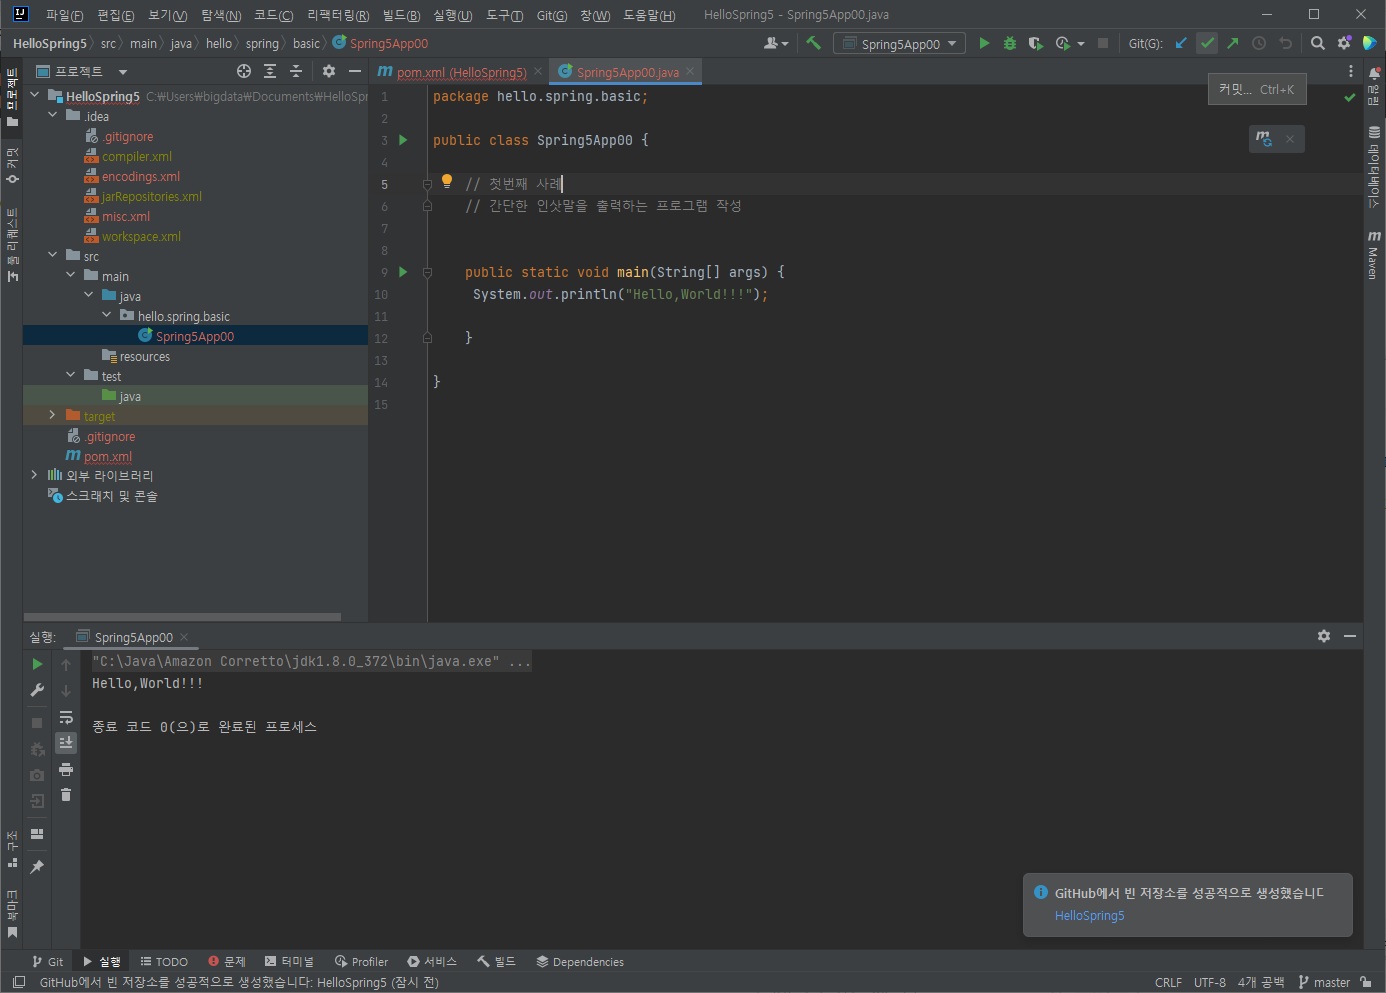 파일(F) 편집(E) 보기(V) 탐색(N) 코드(C) 리팩터링(R) 빌드(B) 실행(U) 도구(T) Git(G) 창(W) 도움말(H) HelloSpring5 - Spring5App00.java
HelloSpring5 src main java hello spring basic Spring5App00
Spring5App00
Git(G):
프로젝트
pom.xml (HelloSpring5)
Spring5App00.java
커밋... Ctrl+K
HelloSpring5 C:\Users\bigdata\Documents\HelloSpr
.idea
.gitignore
compiler.xml
encodings.xml
jarRepositories.xml
misc.xml
workspace.xml
src
main
java
hello.spring.basic
Spring5App00
resources
test
java
target
.gitignore
pom.xml
외부 라이브러리
스크래치 및 콘솔
1 package hello.spring.basic;
2
3 public class Spring5App00 {
4
5 // 첫번째 사례
6 // 간단한 인삿말을 출력하는 프로그램 작성
7
8
9 public static void main(String[] args) {
10 System.out.println("Hello,World!!!");
11
12 }
13
14 }
15
프로젝트
커밋
풀 리퀘스트
구조
북마크
알림
데이터베이스
m
Maven
실행: Spring5App00
"C:\Java\Amazon Corretto\jdk1.8.0_372\bin\java.exe" ...
Hello,World!!!
종료 코드 0(으)로 완료된 프로세스
GitHub에서 빈 저장소를 성공적으로 생성했습니다
HelloSpring5
Git 실행 TODO 문제 터미널 Profiler 서비스 빌드 Dependencies
GitHub에서 빈 저장소를 성공적으로 생성했습니다: HelloSpring5 (잠시 전)
CRLF UTF-8 4개 공백 master